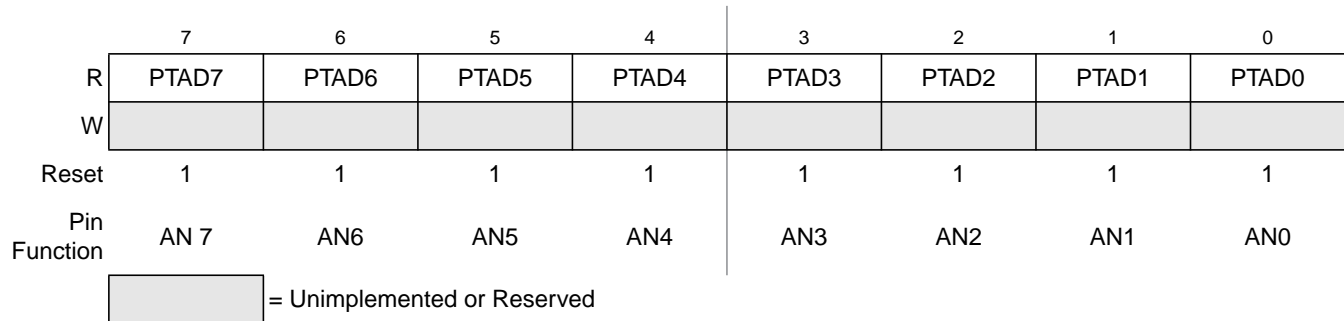 7 6 5 4 3 2 1 0
R PTAD7 PTAD6 PTAD5 PTAD4 PTAD3 PTAD2 PTAD1 PTAD0
W
Reset 1 1 1 1 1 1 1 1
Pin
Function AN 7 AN6 AN5 AN4 AN3 AN2 AN1 AN0
= Unimplemented or Reserved